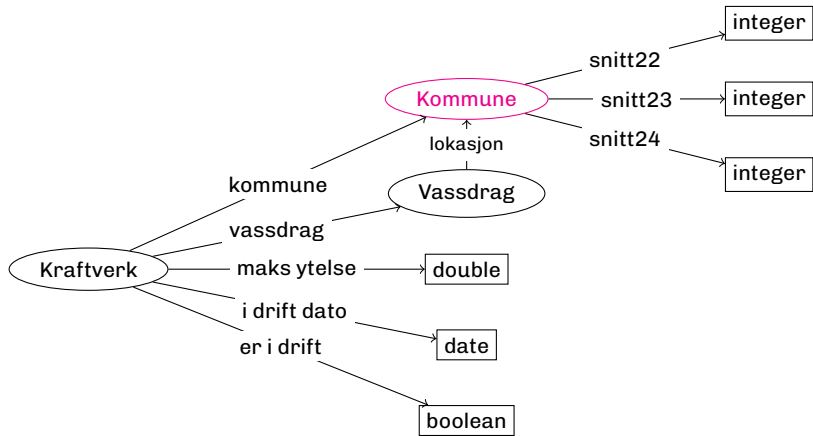 integer
snitt22
Kommune
snitt23
integer
lokasjon
snitt24
integer
kommune
Vassdrag
vassdrag
Kraftverk
maks ytelse
double
i drift dato
er i drift
date
boolean